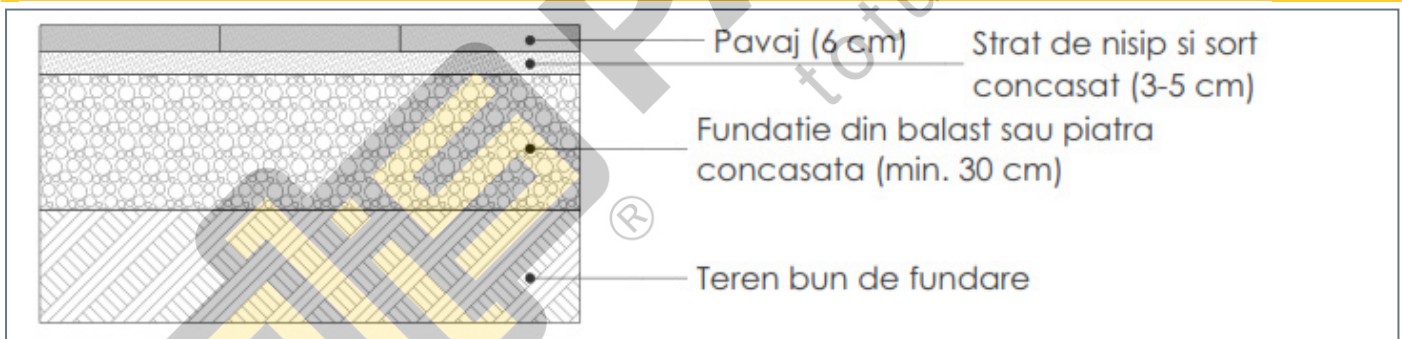 Pavaj (6 cm)
Strat de nisip si sort
concasat (3-5 cm)
Fundatie din balast sau piatra
concasata (min. 30 cm)
Teren bun de fundare
®